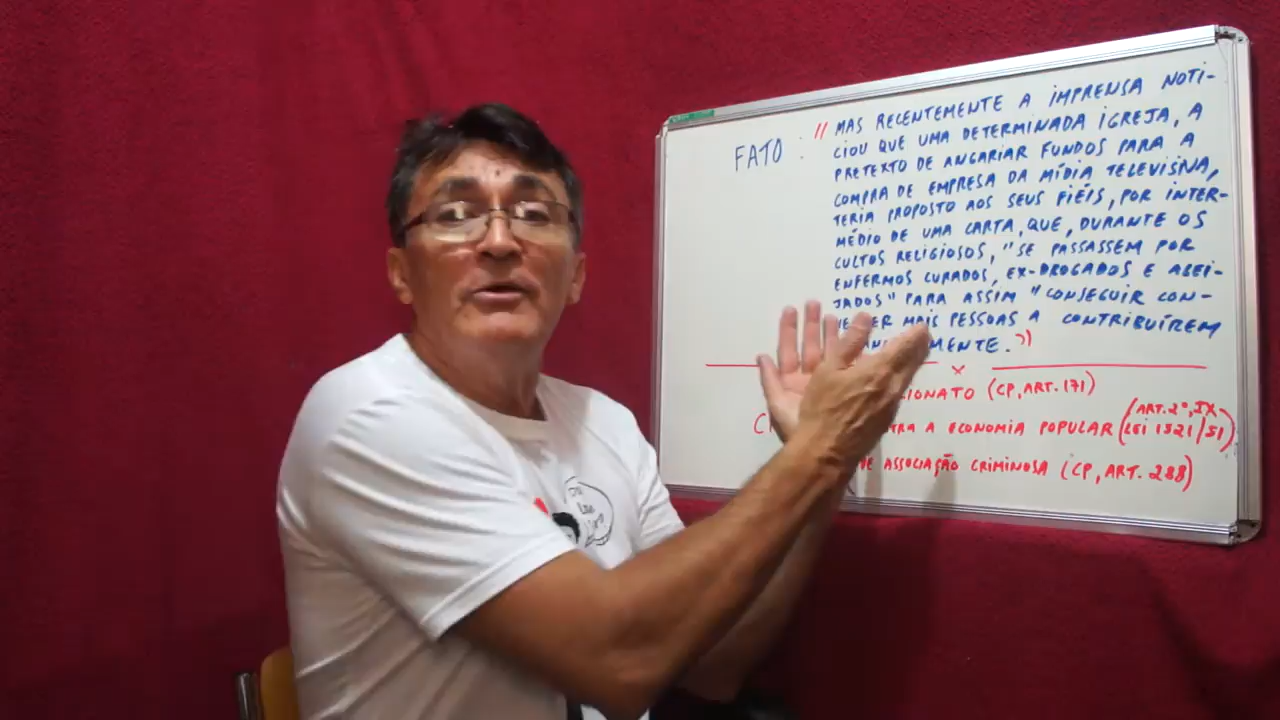 FATO : " MAS RECENTEMENTE A IMPRENSA NOTI-
CIOU QUE UMA DETERMINADA IGREJA, A
PRETEXTO DE ANGARIAR FUNDOS PARA A
COMPRA DE EMPRESA DA MÍDIA TELEVISIVA,
TERIA PROPOSTO AOS SEUS FIÉIS, POR INTER-
MÉDIO DE UMA CARTA, QUE, DURANTE OS
CULTOS RELIGIOSOS, "SE PASSASSEM POR
ENFERMOS CURADOS, EX-DROGADOS E ALEI-
JADOS" PARA ASSIM "CONSEGUIR CON-
MAIS PESSOAS A CONTRIBUÍREM
MENTE."
x
IONATO (CP, ART. 171)
TRA A ECONOMIA POPULAR (ART. 2º, IX LEI 1521/51)
DE ASSOCIAÇÃO CRIMINOSA (CP, ART. 288)